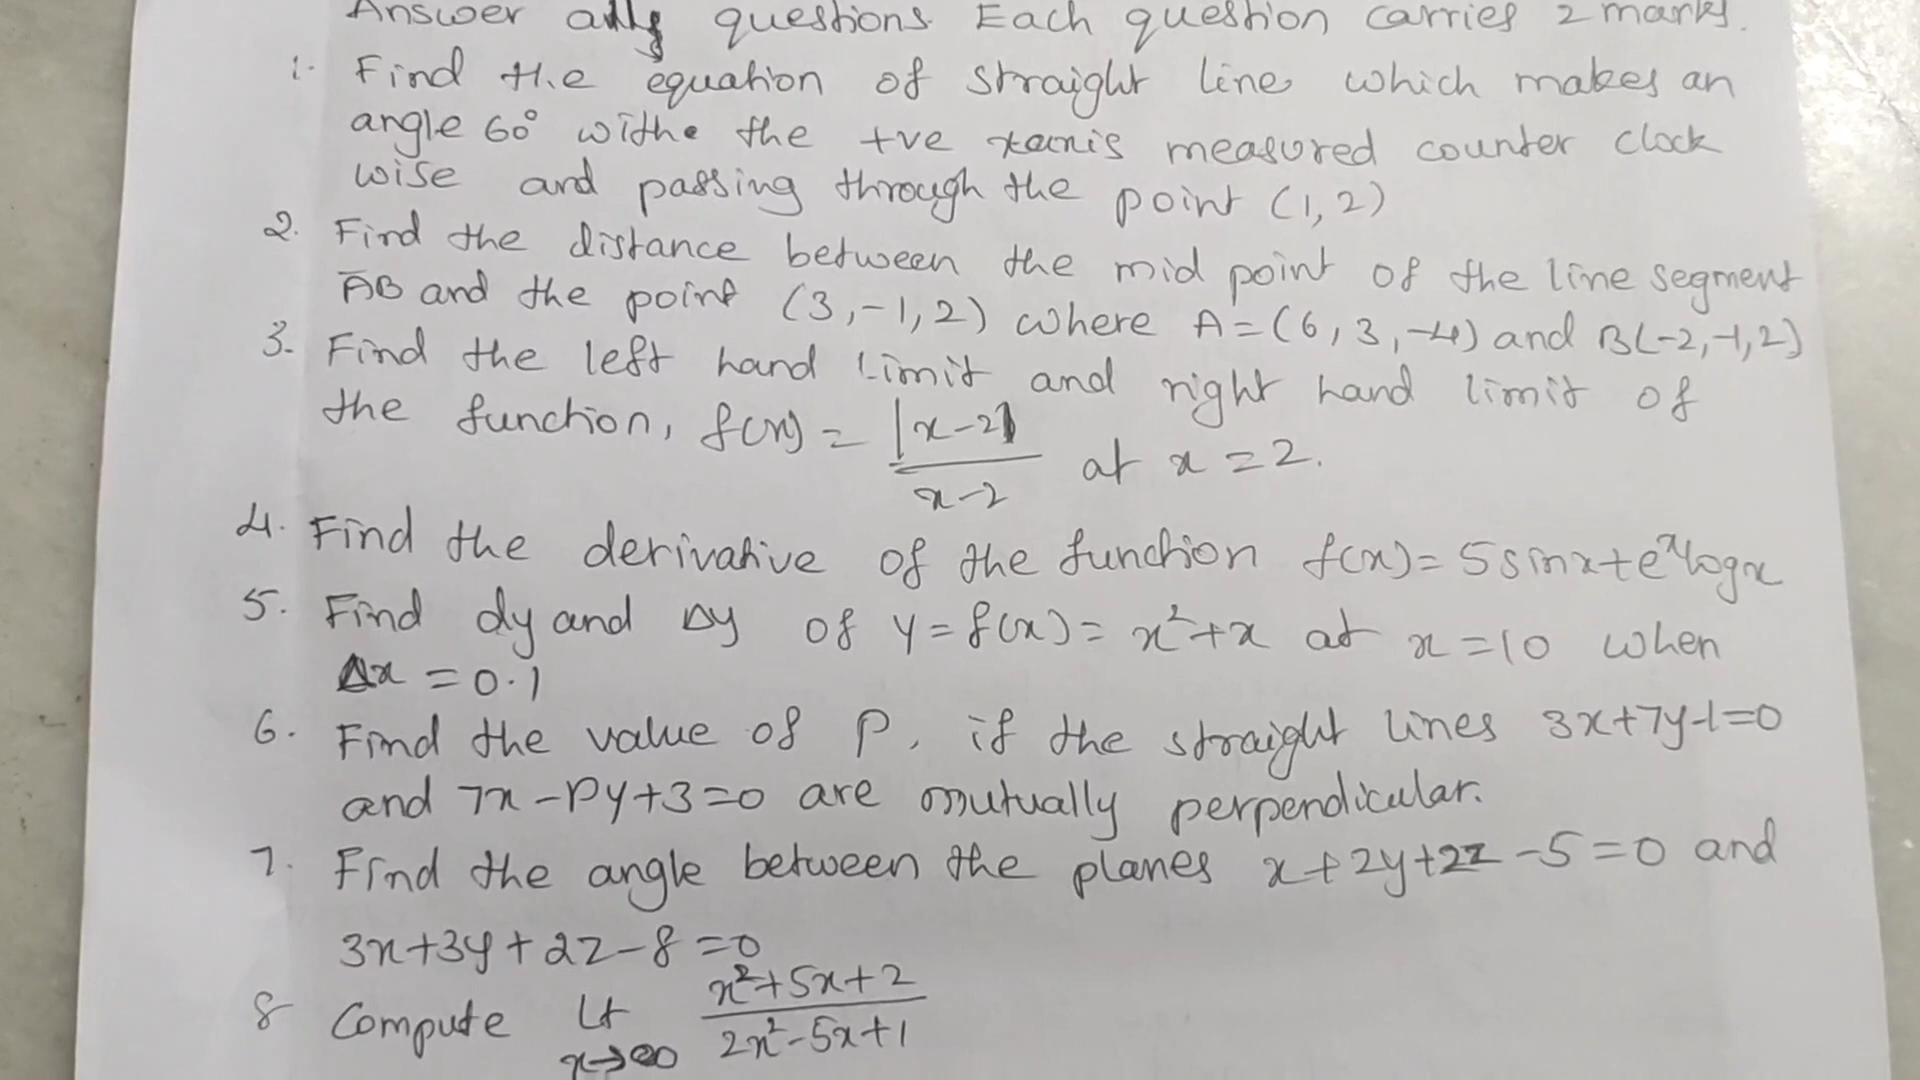 Answer any questions. Each question carries 2 marks.
1. Find the equation of straight line which makes an
angle 60° withe the +ve xaxis measured counter clock
wise and passing through the point (1,2)
2. Find the distance between the mid point of the line segment
AB and the point (3,-1,2) where A=(6,3,-4) and B(-2,-1,2)
3. Find the left hand limit and right hand limit of
the function, f(x) = |x-2|/x-2 at x=2.
4. Find the derivative of the function f(x)=5sinx+eˣlogx
5. Find dy and Δy of y=f(x)=x²+x at x=10 when
Δx=0.1
6. Find the value of P, if the straight lines 3x+7y-1=0
and 7x-Py+3=0 are mutually perpendicular.
7. Find the angle between the planes x+2y+2z-5=0 and
3x+3y+2z-8=0
8 Compute Lt x→∞ x²+5x+2/2x²-5x+1